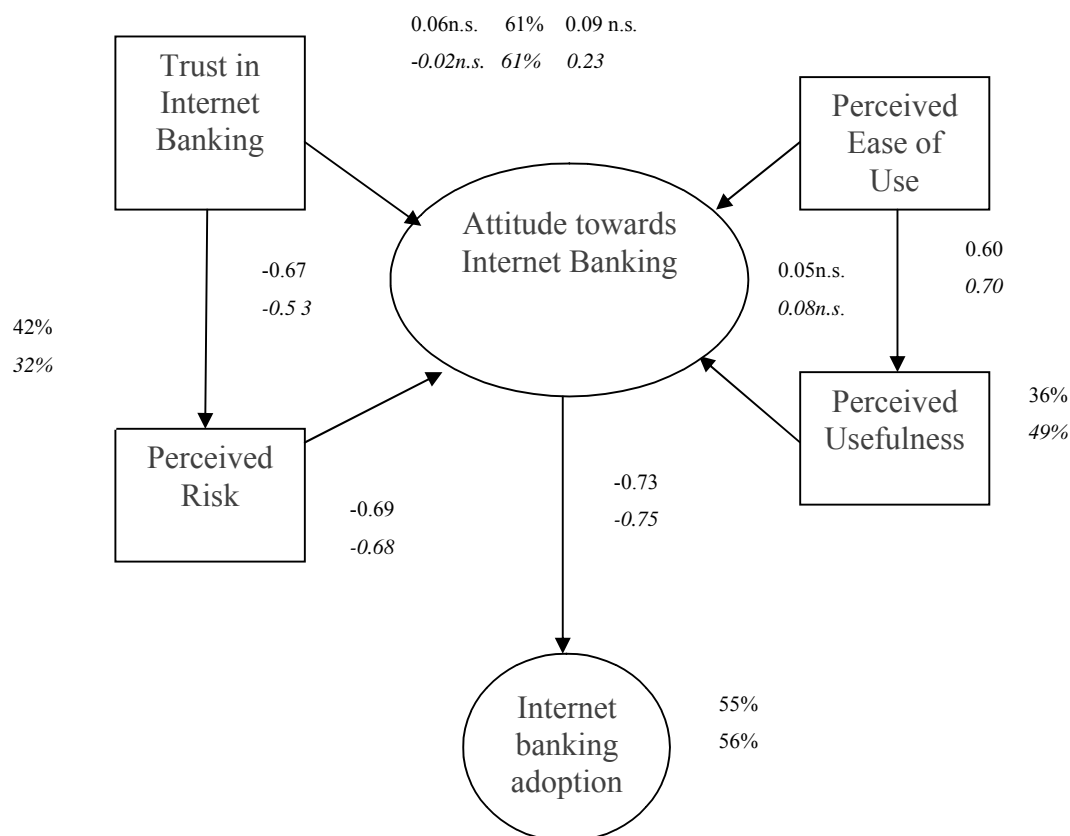 0.06n.s. 61% 0.09 n.s.
-0.02n.s. 61% 0.23
Trust in
Internet
Banking
Perceived
Ease of
Use
Attitude towards
Internet Banking
-0.67
-0.5 3
0.05n.s.
0.08n.s.
0.60
0.70
42%
32%
Perceived
Risk
Perceived
Usefulness
36%
49%
-0.69
-0.68
-0.73
-0.75
Internet
banking
adoption
55%
56%